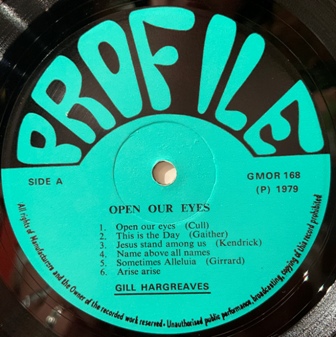 PROFILE
SIDE A
GMOR 168
(P) 1979
OPEN OUR EYES
1. Open our eyes (Cull)
2. This is the Day (Gaither)
3. Jesus stand among us (Kendrick)
4. Name above all names
5. Sometimes Alleluia (Girrard)
6. Arise arise
GILL HARGREAVES
All rights of Manufacturers and the Owner of the recorded work reserved - Unauthorised public performance, broadcasting, copying of this record prohibited